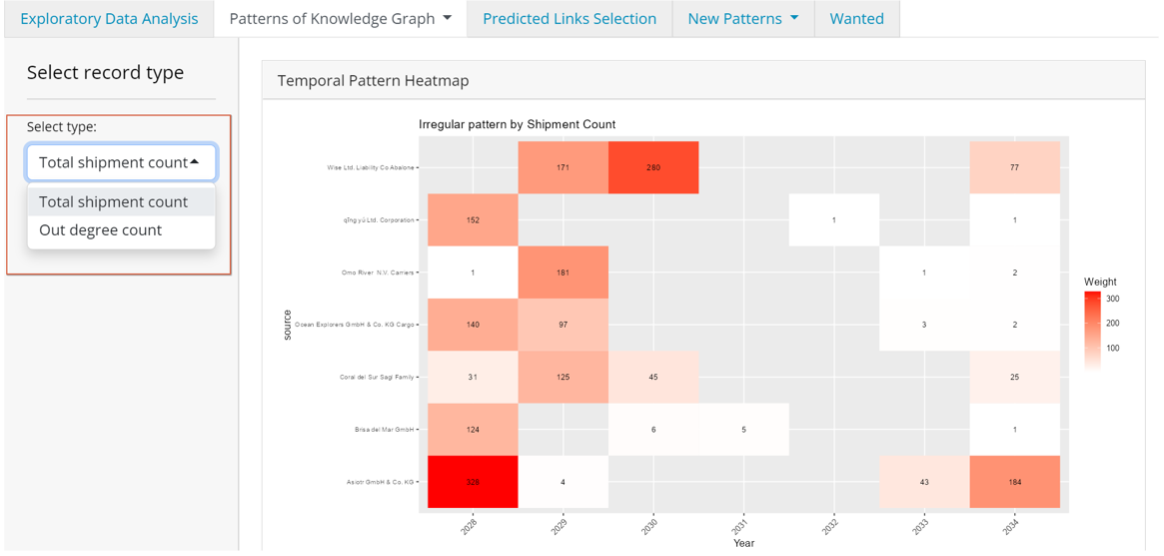 Exploratory Data Analysis
Patterns of Knowledge Graph
Predicted Links Selection
New Patterns
Wanted
Select record type
Select type:
Total shipment count
Total shipment count
Out degree count
Temporal Pattern Heatmap
Irregular pattern by Shipment Count
source
Wise Ltd. Liability Co Abalone
171 280 77
qīng yú Ltd. Corporation
152 1 1
Omo River N.V. Carriers
1 181 1 2
Ocean Explorers GmbH & Co. KG Cargo
140 97 3 2
Coral del Sur Sagl Family
31 125 45 25
Brisa del Mar GmbH
124 6 5 1
GmbH & Co. KG
328 4 43 184
2028 2029 2030 2031 2032 2033 2034
Year
Weight
300
200
100